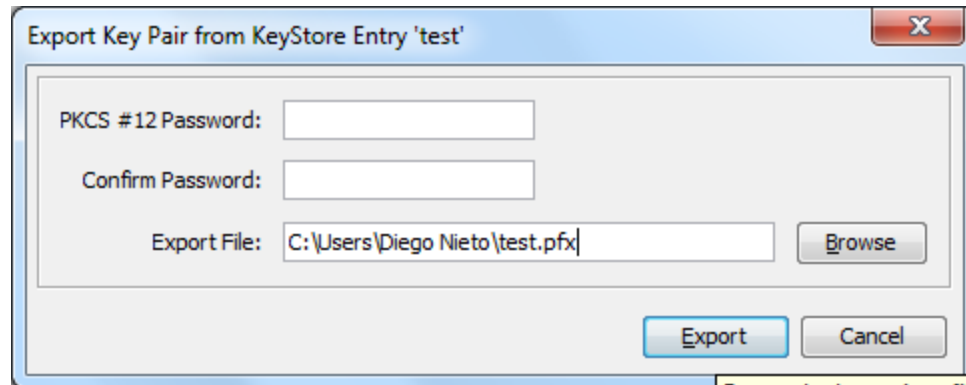 Export Key Pair from KeyStore Entry 'test'
PKCS #12 Password:
Confirm Password:
Export File: C:\Users\Diego Nieto\test.pfx Browse
Export Cancel